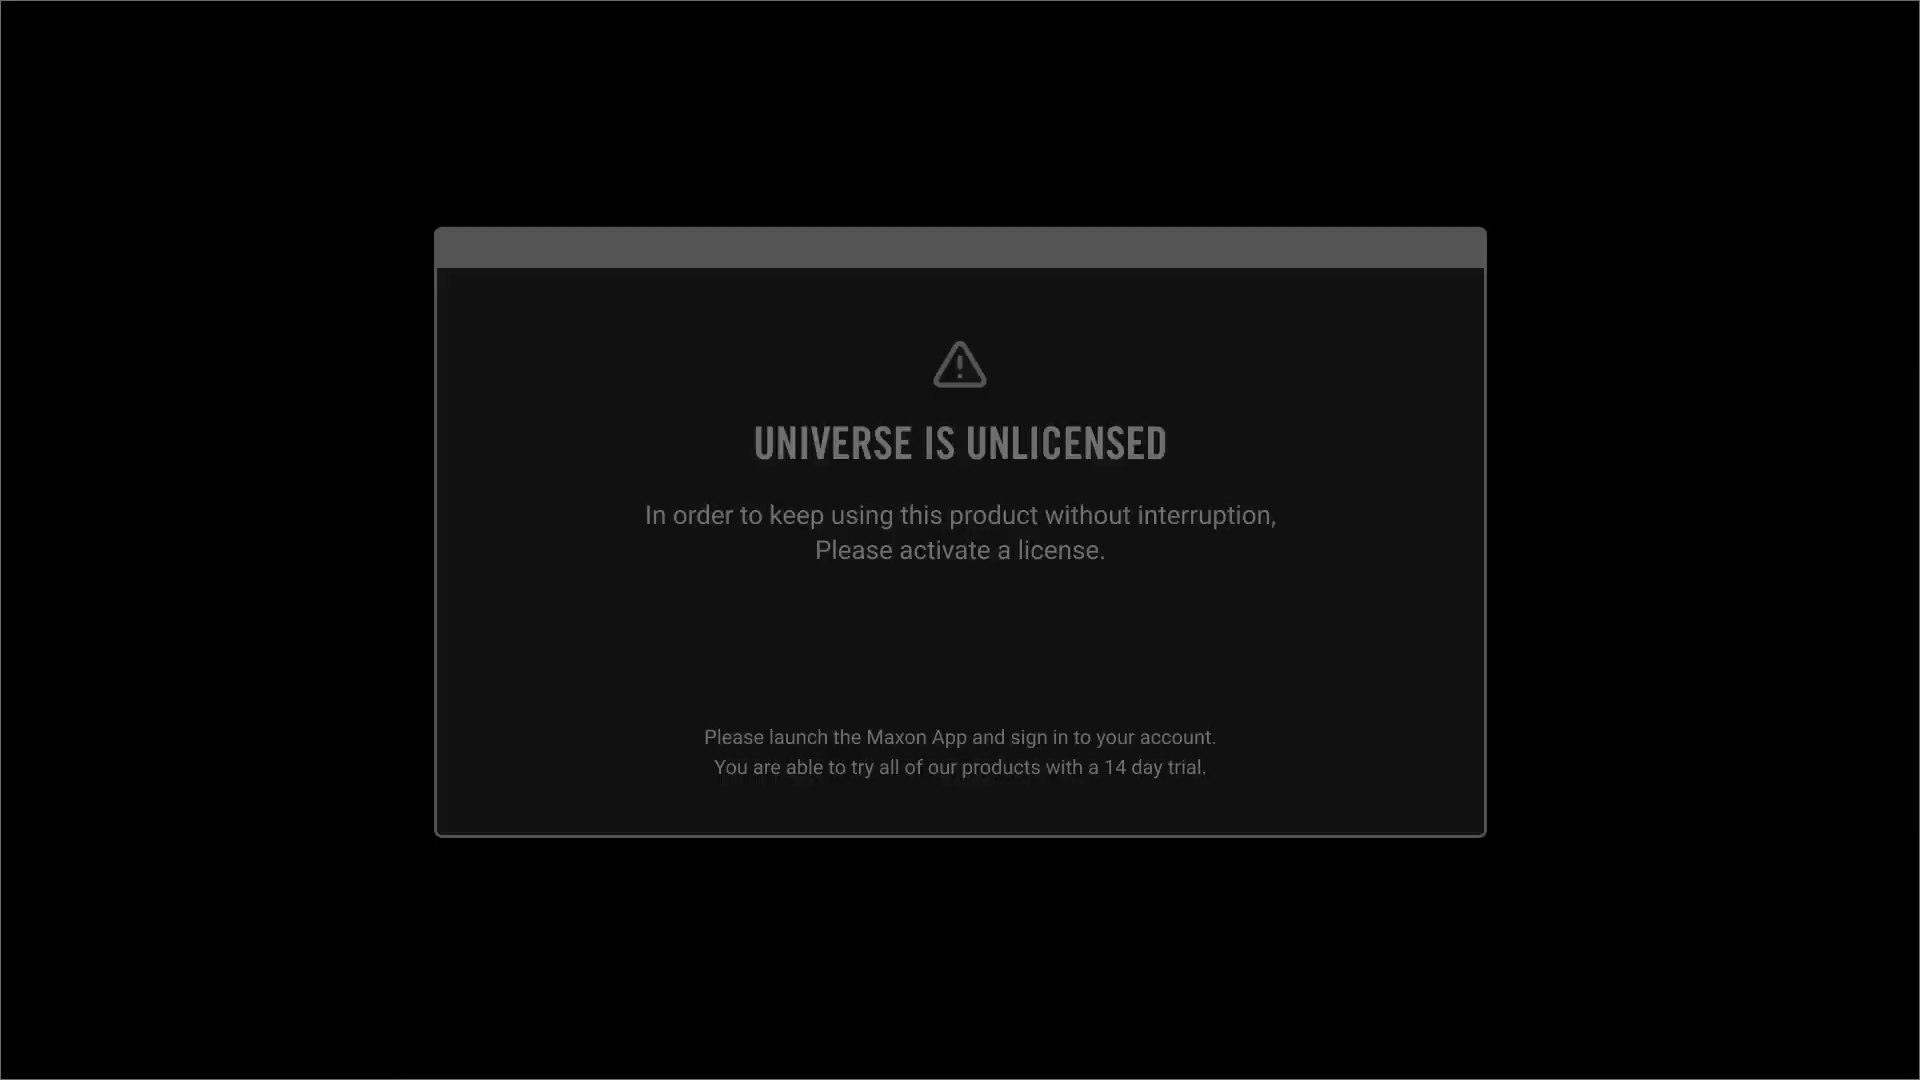 UNIVERSE IS UNLICENSED
In order to keep using this product without interruption,
Please activate a license.
Please launch the Maxon App and sign in to your account.
You are able to try all of our products with a 14 day trial.